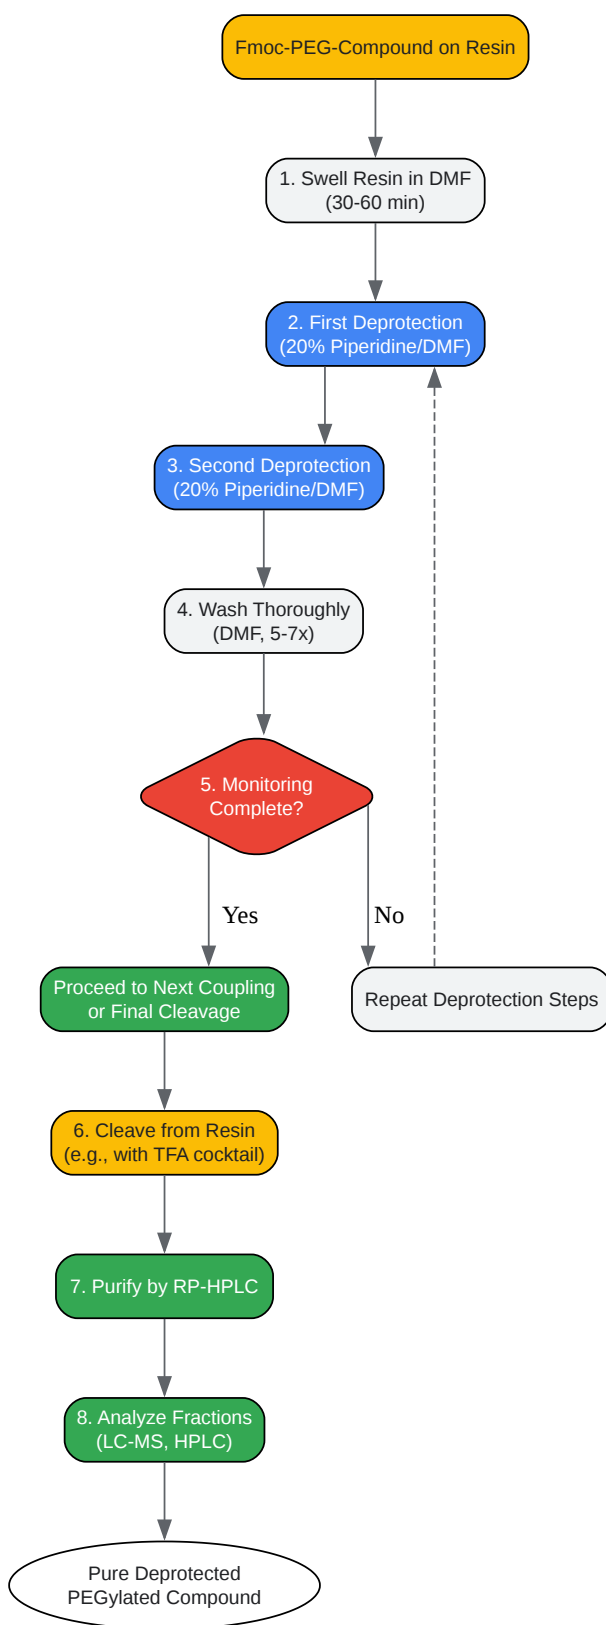 Fmoc-PEG-Compound on Resin
1. Swell Resin in DMF
(30-60 min)
2. First Deprotection
(20% Piperidine/DMF)
3. Second Deprotection
(20% Piperidine/DMF)
4. Wash Thoroughly
(DMF, 5-7x)
5. Monitoring
Complete?
Yes
No
Proceed to Next Coupling
or Final Cleavage
Repeat Deprotection Steps
6. Cleave from Resin
(e.g., with TFA cocktail)
7. Purify by RP-HPLC
8. Analyze Fractions
(LC-MS, HPLC)
Pure Deprotected
PEGylated Compound